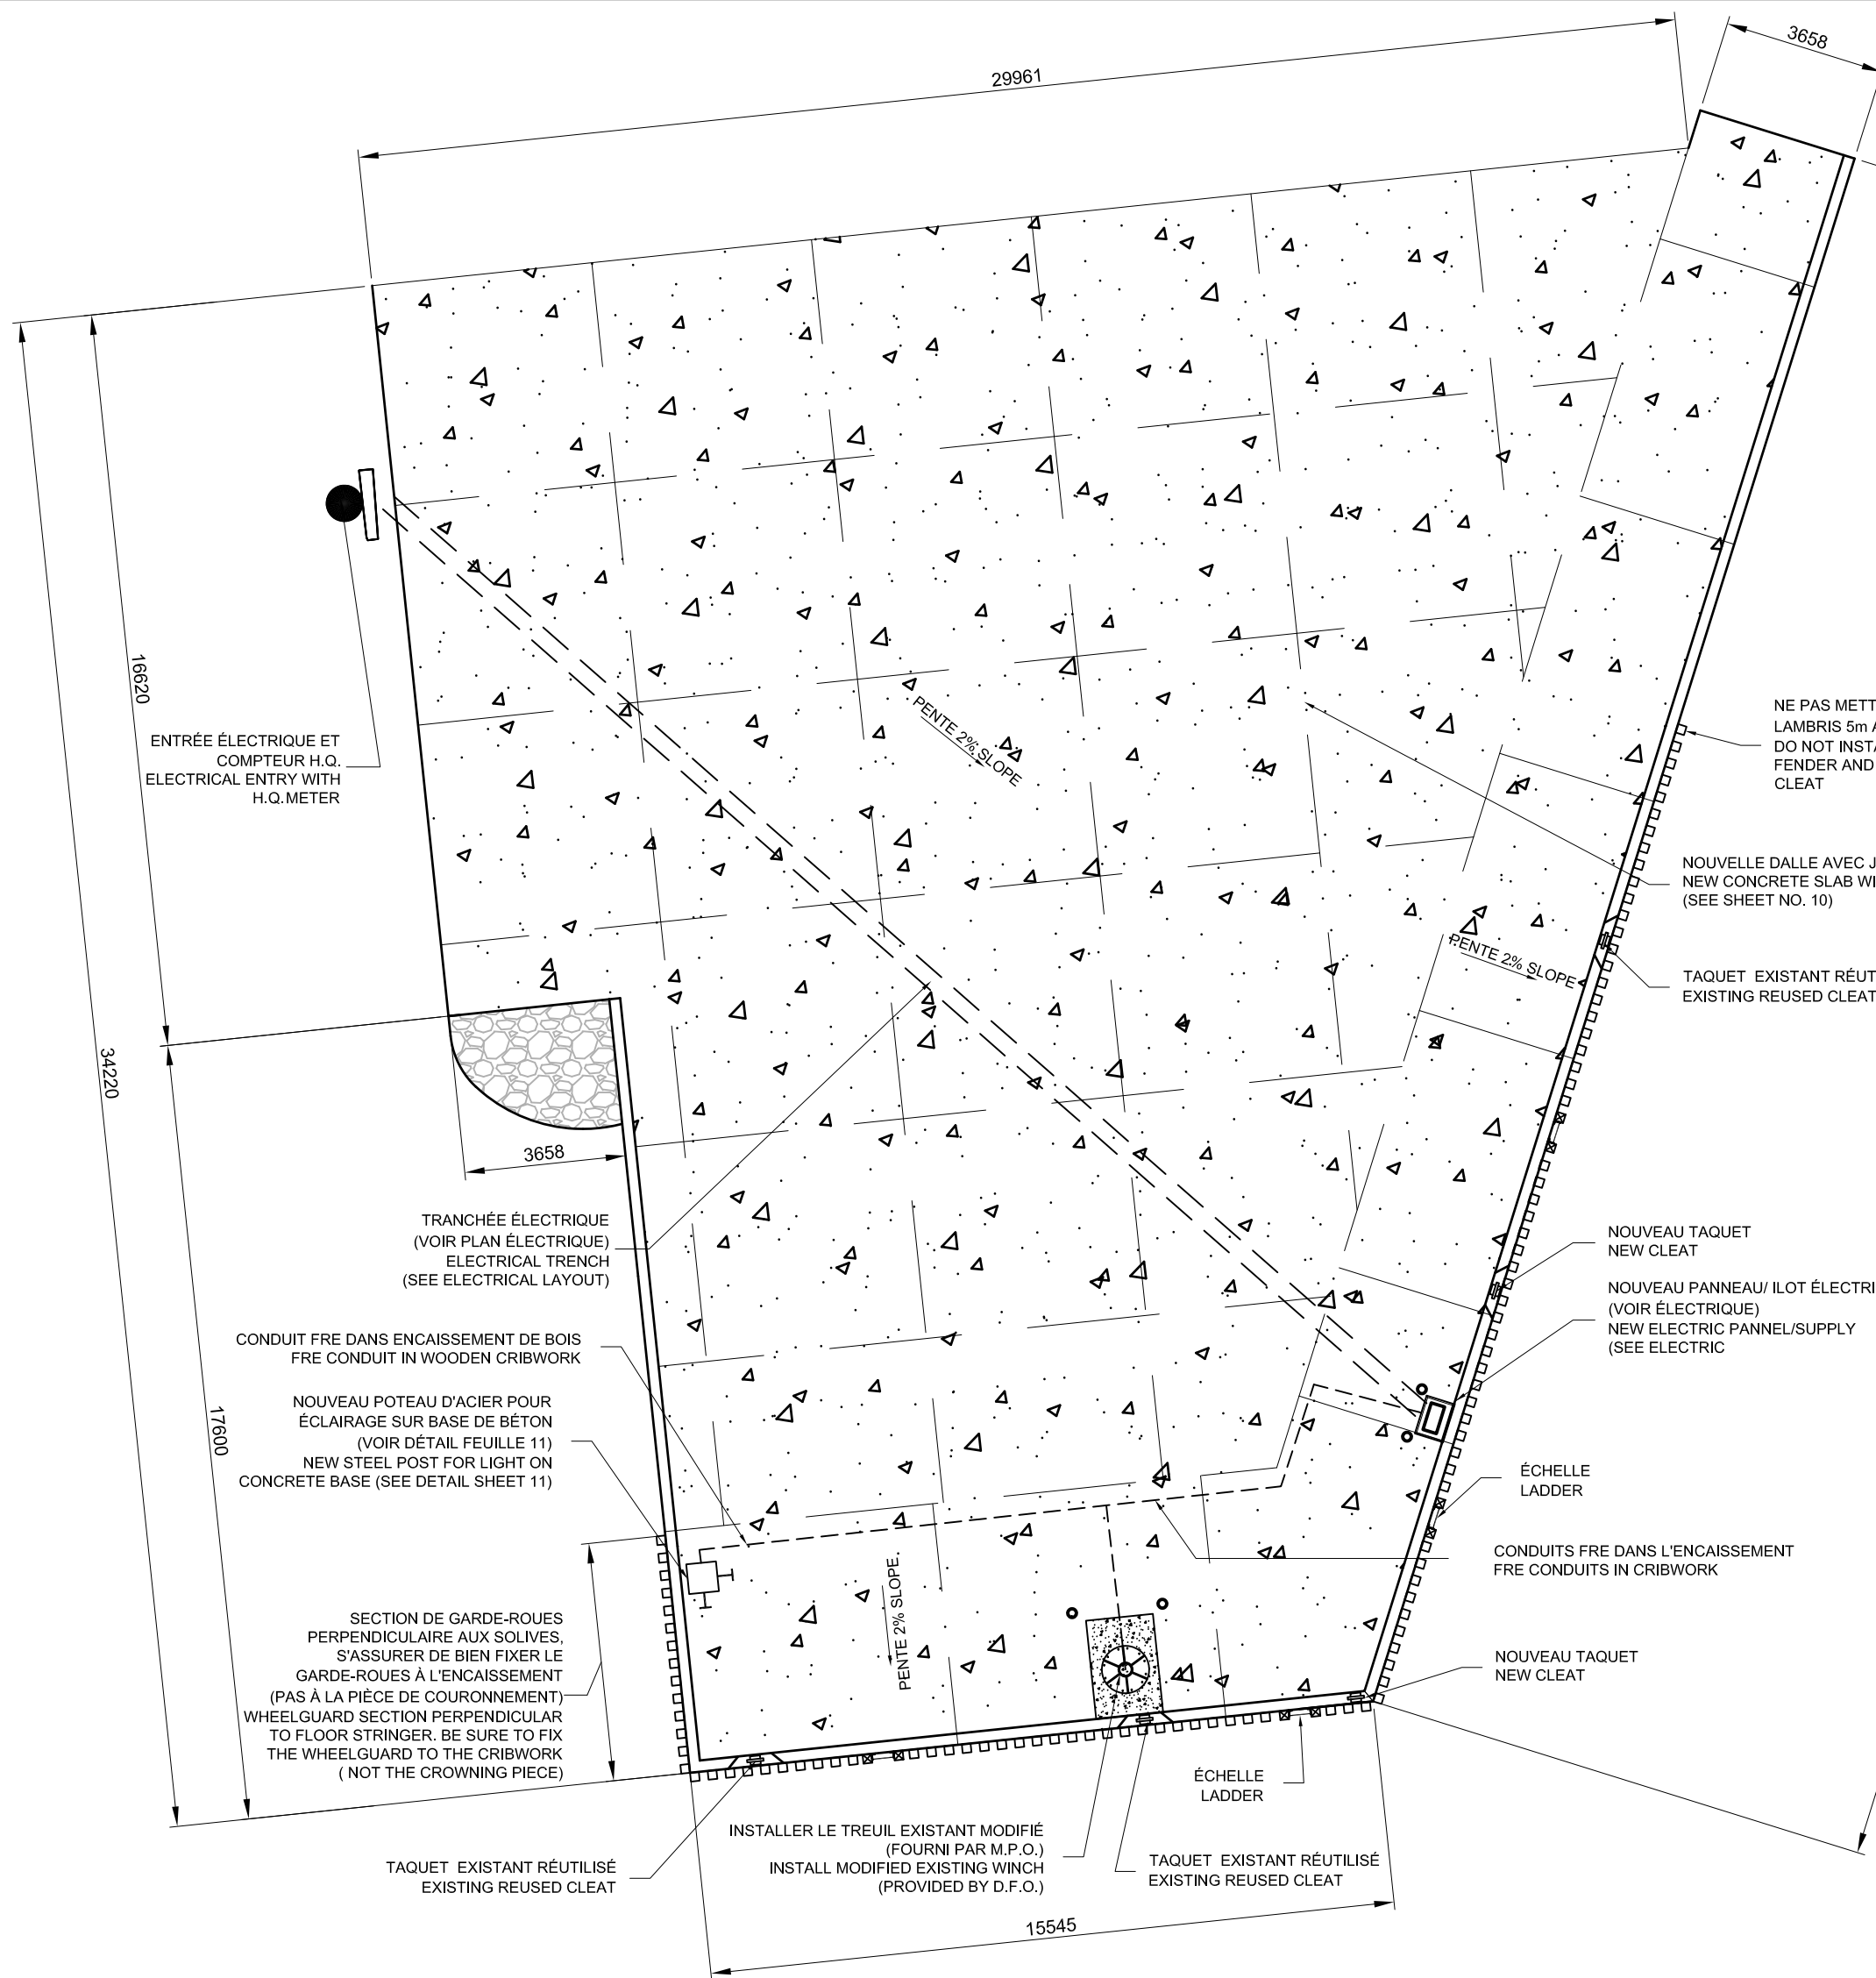 3658
29961
16620
34220
17600
ENTRÉE ÉLECTRIQUE ET
COMPTEUR H.Q.
ELECTRICAL ENTRY WITH
H.Q.METER
PENTE 2% SLOPE
NE PAS METT
LAMBRIS 5m A
DO NOT INSTA
FENDER AND
CLEAT
NOUVELLE DALLE AVEC J
NEW CONCRETE SLAB WI
(SEE SHEET NO. 10)
PENTE 2% SLOPE
TAQUET EXISTANT RÉUT
EXISTING REUSED CLEAT
3658
TRANCHÉE ÉLECTRIQUE
(VOIR PLAN ÉLECTRIQUE)
ELECTRICAL TRENCH
(SEE ELECTRICAL LAYOUT)
NOUVEAU TAQUET
NEW CLEAT
NOUVEAU PANNEAU/ ILOT ÉLECTRI
(VOIR ÉLECTRIQUE)
NEW ELECTRIC PANNEL/SUPPLY
(SEE ELECTRIC
CONDUIT FRE DANS ENCAISSEMENT DE BOIS
FRE CONDUIT IN WOODEN CRIBWORK
NOUVEAU POTEAU D'ACIER POUR
ÉCLAIRAGE SUR BASE DE BÉTON
(VOIR DÉTAIL FEUILLE 11)
NEW STEEL POST FOR LIGHT ON
CONCRETE BASE (SEE DETAIL SHEET 11)
ÉCHELLE
LADDER
CONDUITS FRE DANS L'ENCAISSEMENT
FRE CONDUITS IN CRIBWORK
PENTE 2% SLOPE.
SECTION DE GARDE-ROUES
PERPENDICULAIRE AUX SOLIVES,
S'ASSURER DE BIEN FIXER LE
GARDE-ROUES À L'ENCAISSEMENT
(PAS À LA PIÈCE DE COURONNEMENT)
WHEELGUARD SECTION PERPENDICULAR
TO FLOOR STRINGER. BE SURE TO FIX
THE WHEELGUARD TO THE CRIBWORK
( NOT THE CROWNING PIECE)
NOUVEAU TAQUET
NEW CLEAT
ÉCHELLE
LADDER
INSTALLER LE TREUIL EXISTANT MODIFIÉ
(FOURNI PAR M.P.O.)
INSTALL MODIFIED EXISTING WINCH
(PROVIDED BY D.F.O.)
TAQUET EXISTANT RÉUTILISÉ
EXISTING REUSED CLEAT
TAQUET EXISTANT RÉUTILISÉ
EXISTING REUSED CLEAT
15545